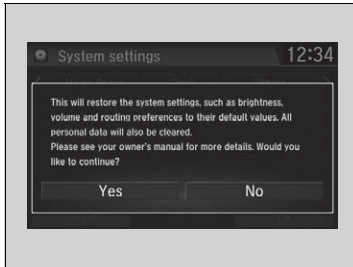 System settings
12:34
This will restore the system settings, such as brightness,
volume and routing preferences to their default values. All
personal data will also be cleared.
Please see your owner's manual for more details. Would you
like to continue?
Yes
No